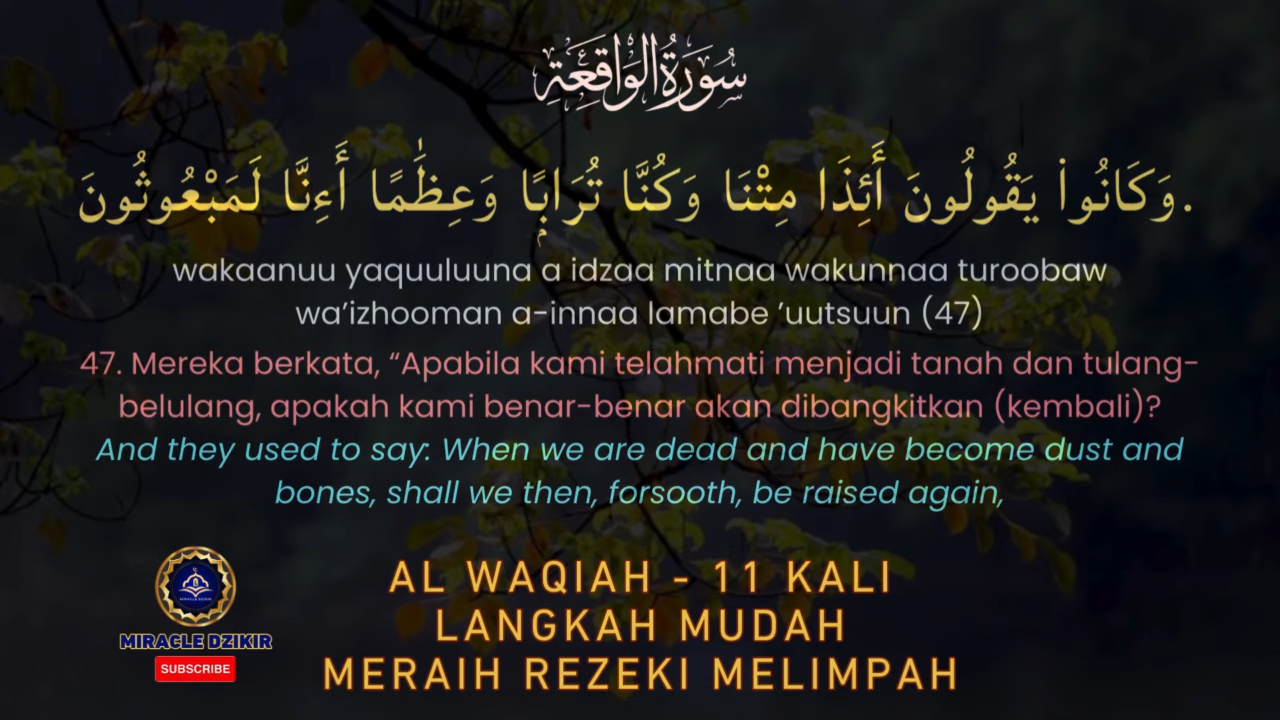 سُورَةُ الوَاقِعَةِ
وَكَانُوا۟ يَقُولُونَ أَئِذَا مِتْنَا وَكُنَّا تُرَابًۭا وَعِظَٰمًا أَءِنَّا لَمَبْعُوثُونَ.
wakaanuu yaquuluuna a idzaa mitnaa wakunnaa turoobaw
wa’izhooman a-innaa lamabe ’uutsuun (47)
47. Mereka berkata, “Apabila kami telahmati menjadi tanah dan tulang-
belulang, apakah kami benar-benar akan dibangkitkan (kembali)?
And they used to say: When we are dead and have become dust and
bones, shall we then, forsooth, be raised again,
AL WAQIAH - 11 KALI
LANGKAH MUDAH
MERAIH REZEKI MELIMPAH
MIRACLE DZIKIR
MIRACLE DZIKIR
SUBSCRIBE